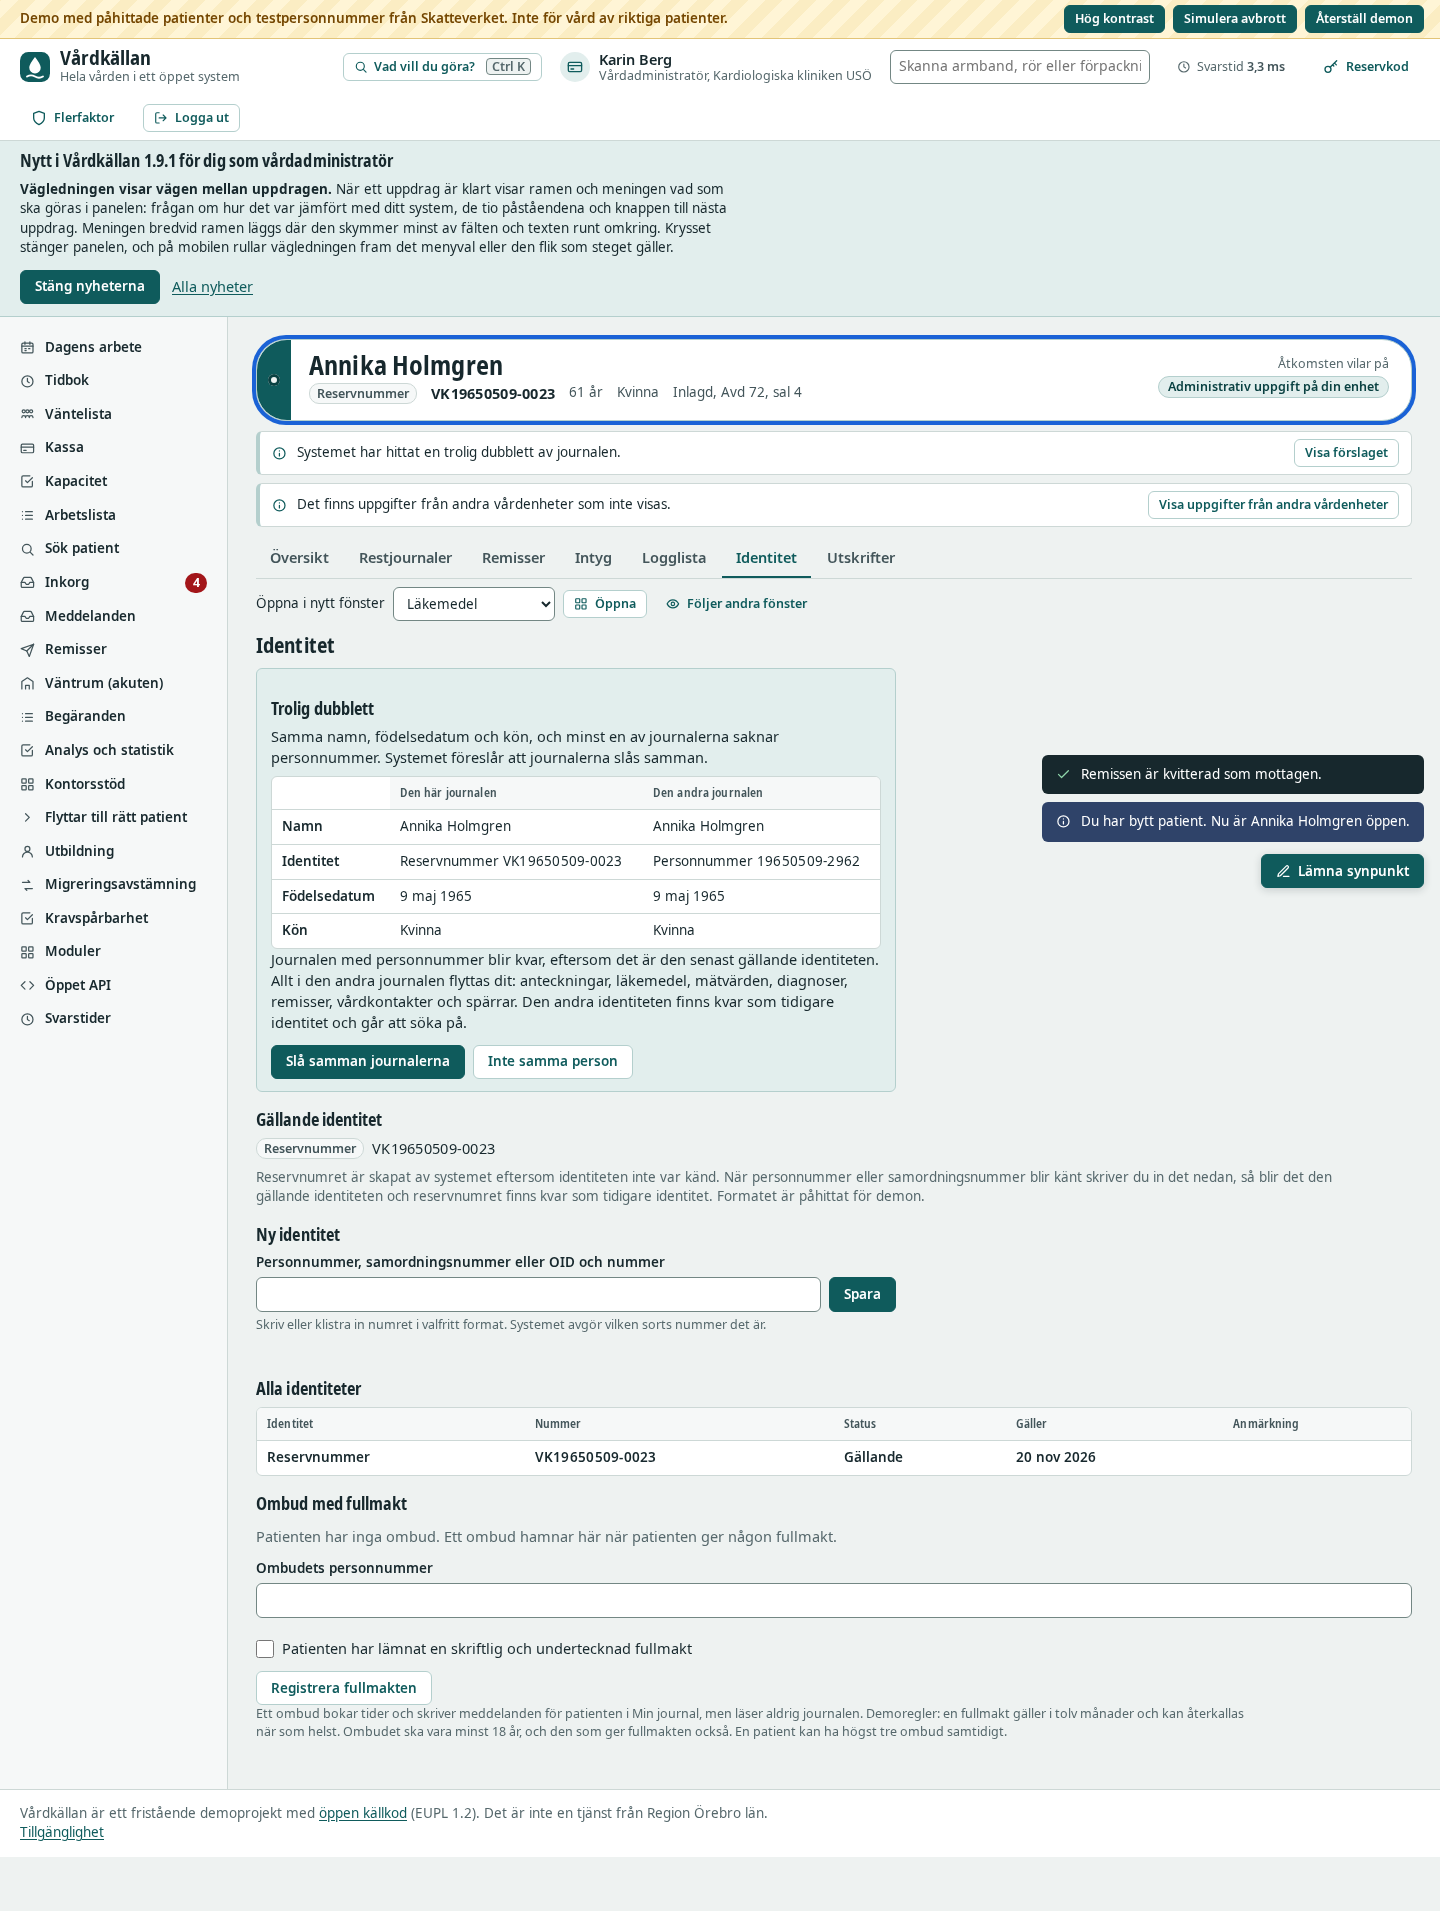 Demo med påhittade patienter och testpersonnummer från Skatteverket. Inte för vård av riktiga patienter.
Hög kontrast
Simulera avbrott
Återställ demon
Vårdkällan
Hela vården i ett öppet system
Vad vill du göra? Ctrl K
Karin Berg
Vårdadministratör, Kardiologiska kliniken USÖ
Skanna armband, rör eller förpackni
Svarstid 3,3 ms
Reservkod
Flerfaktor
Logga ut
Nytt i Vårdkällan 1.9.1 för dig som vårdadministratör
Vägledningen visar vägen mellan uppdragen. När ett uppdrag är klart visar ramen och meningen vad som
ska göras i panelen: frågan om hur det var jämfört med ditt system, de tio påståendena och knappen till nästa
uppdrag. Meningen bredvid ramen läggs där den skymmer minst av fälten och texten runt omkring. Krysset
stänger panelen, och på mobilen rullar vägledningen fram det menyval eller den flik som steget gäller.
Stäng nyheterna
Alla nyheter
Dagens arbete
Tidbok
Väntelista
Kassa
Kapacitet
Arbetslista
Sök patient
Inkorg 4
Meddelanden
Remisser
Väntrum (akuten)
Begäranden
Analys och statistik
Kontorsstöd
Flyttar till rätt patient
Utbildning
Migreringsavstämning
Kravspårbarhet
Moduler
Öppet API
Svarstider
Annika Holmgren
Reservnummer VK19650509-0023 61 år Kvinna Inlagd, Avd 72, sal 4
Åtkomsten vilar på
Administrativ uppgift på din enhet
Systemet har hittat en trolig dubblett av journalen.
Visa förslaget
Det finns uppgifter från andra vårdenheter som inte visas.
Visa uppgifter från andra vårdenheter
Översikt Restjournaler Remisser Intyg Logglista Identitet Utskrifter
Öppna i nytt fönster Läkemedel Öppna Följer andra fönster
Identitet
Trolig dubblett
Samma namn, födelsedatum och kön, och minst en av journalerna saknar
personnummer. Systemet föreslår att journalerna slås samman.
Den här journalen Den andra journalen
Namn Annika Holmgren Annika Holmgren
Identitet Reservnummer VK19650509-0023 Personnummer 19650509-2962
Födelsedatum 9 maj 1965 9 maj 1965
Kön Kvinna Kvinna
Journalen med personnummer blir kvar, eftersom det är den senast gällande identiteten.
Allt i den andra journalen flyttas dit: anteckningar, läkemedel, mätvärden, diagnoser,
remisser, vårdkontakter och spärrar. Den andra identiteten finns kvar som tidigare
identitet och går att söka på.
Slå samman journalerna
Inte samma person
Remissen är kvitterad som mottagen.
Du har bytt patient. Nu är Annika Holmgren öppen.
Lämna synpunkt
Gällande identitet
Reservnummer VK19650509-0023
Reservnumret är skapat av systemet eftersom identiteten inte var känd. När personnummer eller samordningsnummer blir känt skriver du in det nedan, så blir det den
gällande identiteten och reservnumret finns kvar som tidigare identitet. Formatet är påhittat för demon.
Ny identitet
Personnummer, samordningsnummer eller OID och nummer
Spara
Skriv eller klistra in numret i valfritt format. Systemet avgör vilken sorts nummer det är.
Alla identiteter
Identitet Nummer Status Gäller Anmärkning
Reservnummer VK19650509-0023 Gällande 20 nov 2026
Ombud med fullmakt
Patienten har inga ombud. Ett ombud hamnar här när patienten ger någon fullmakt.
Ombudets personnummer
Patienten har lämnat en skriftlig och undertecknad fullmakt
Registrera fullmakten
Ett ombud bokar tider och skriver meddelanden för patienten i Min journal, men läser aldrig journalen. Demoregler: en fullmakt gäller i tolv månader och kan återkallas
när som helst. Ombudet ska vara minst 18 år, och den som ger fullmakten också. En patient kan ha högst tre ombud samtidigt.
Vårdkällan är ett fristående demoprojekt med öppen källkod (EUPL 1.2). Det är inte en tjänst från Region Örebro län.
Tillgänglighet